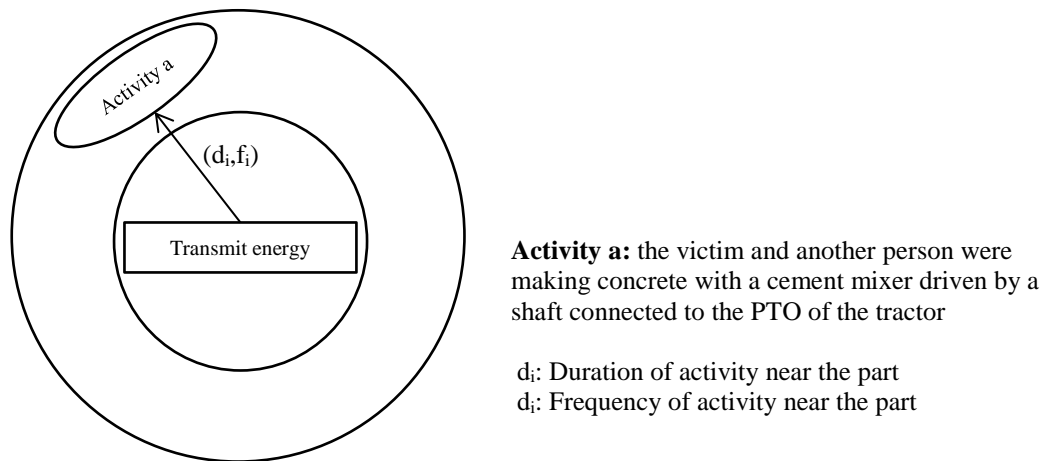 Activity a
(di,fi)
Transmit energy
Activity a: the victim and another person were
making concrete with a cement mixer driven by a
shaft connected to the PTO of the tractor
di: Duration of activity near the part
di: Frequency of activity near the part